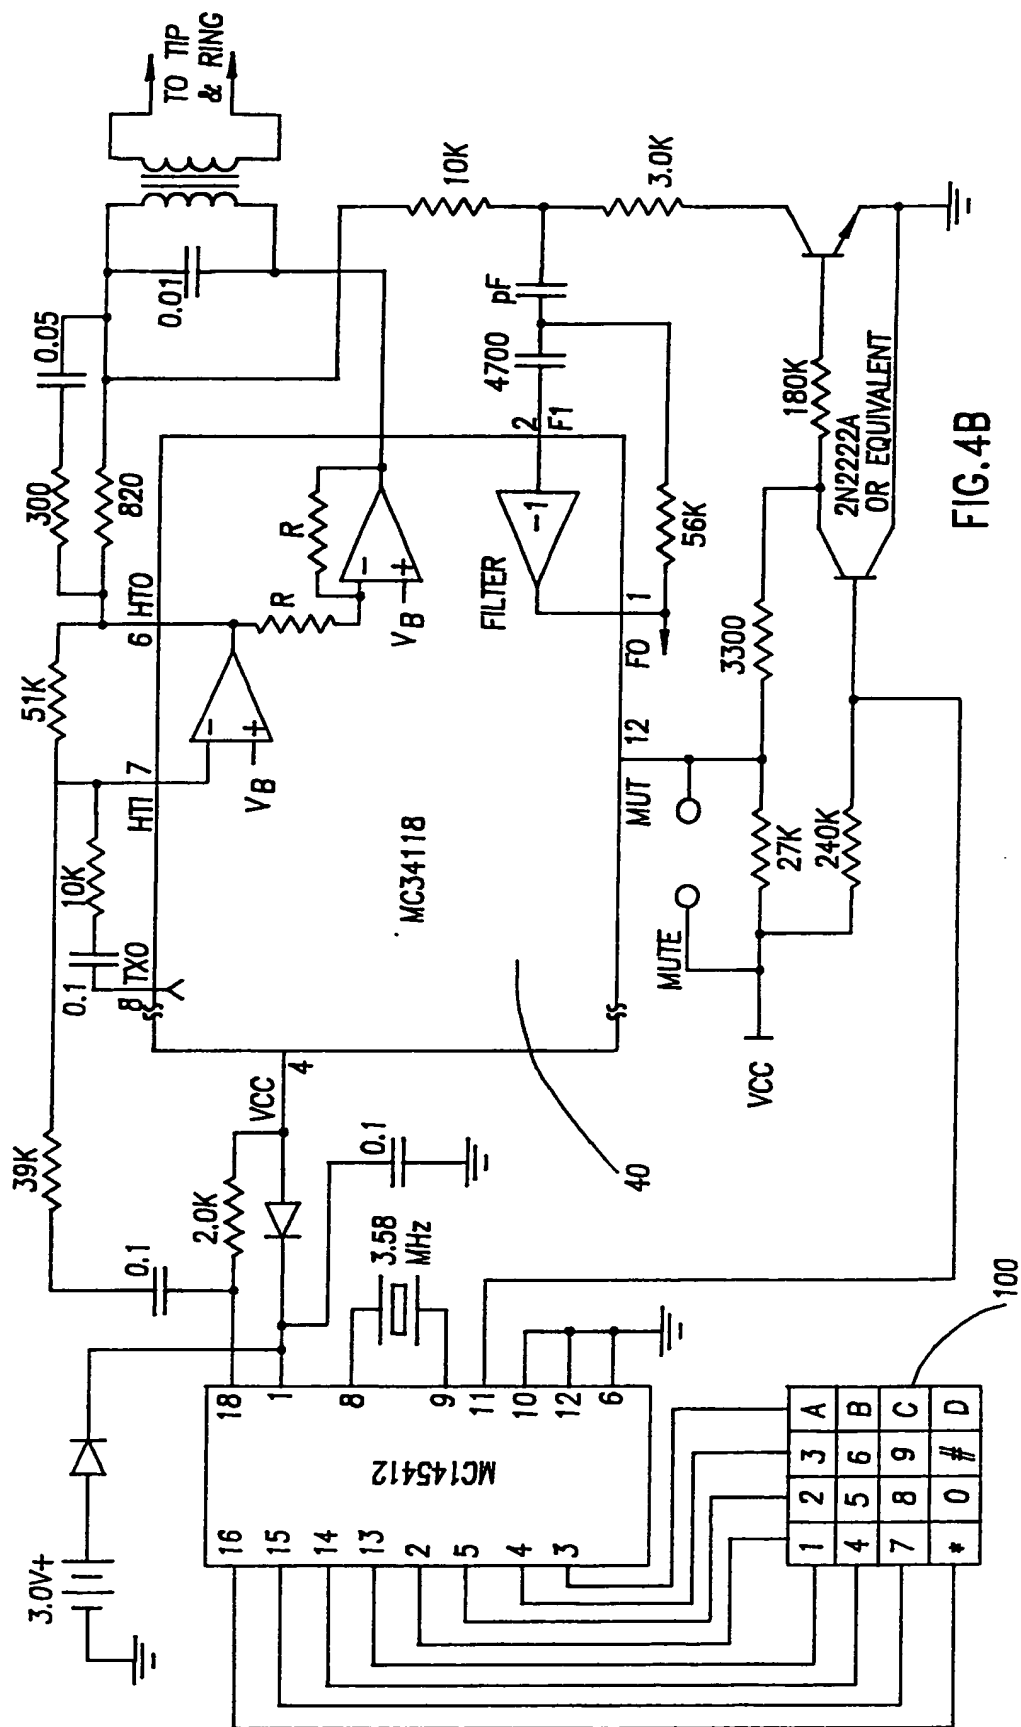 3.0V+
39K
0.1
2.0K
VCC
4
0.1
3.58
MHz
MC145412
18
1
8
9
11
10
12
6
16
15
14
13
2
5
4
3
1 2 3 A
4 5 6 B
7 8 9 C
* 0 # D
100
0.1
10K
51K
300
0.05
820
0.01
TO TIP
& RING
8 TXO
HTI 7
6 HTO
VB
R
R
VB
MC34118
40
FILTER
-1
2
F1
4700
pF
10K
3.0K
FO 1
56K
MUT 12
MUTE
VCC
27K
240K
3300
180K
2N2222A
OR EQUIVALENT
FIG.4B